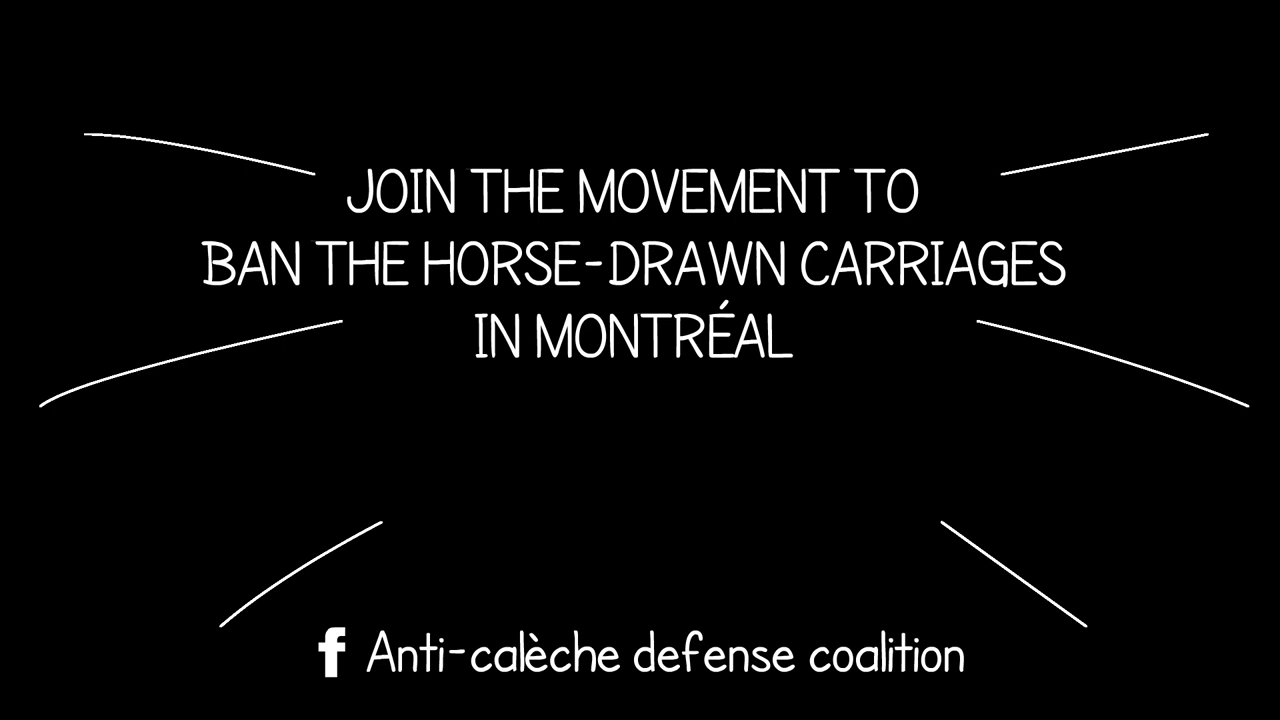 JOIN THE MOVEMENT TO
BAN THE HORSE-DRAWN CARRIAGES
IN MONTRÉAL
f Anti-calèche defense coalition